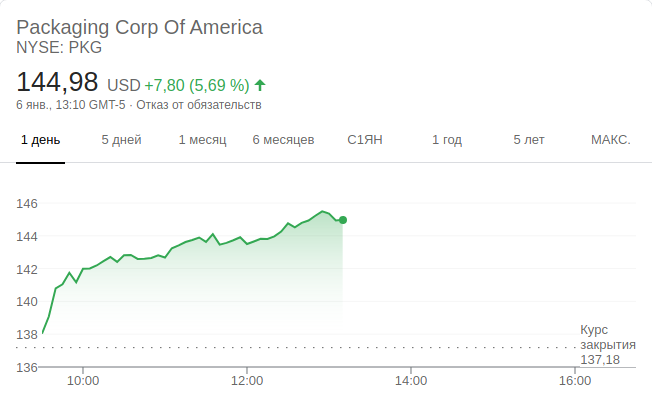 Packaging Corp Of America
NYSE: PKG
144,98 USD +7,80 (5,69 %)
6 янв., 13:10 GMT-5 · Отказ от обязательств
1 день 5 дней 1 месяц 6 месяцев С1ЯН 1 год 5 лет МАКС.
146
144
142
140
138
136
Курс
закрытия
137,18
10:00 12:00 14:00 16:00